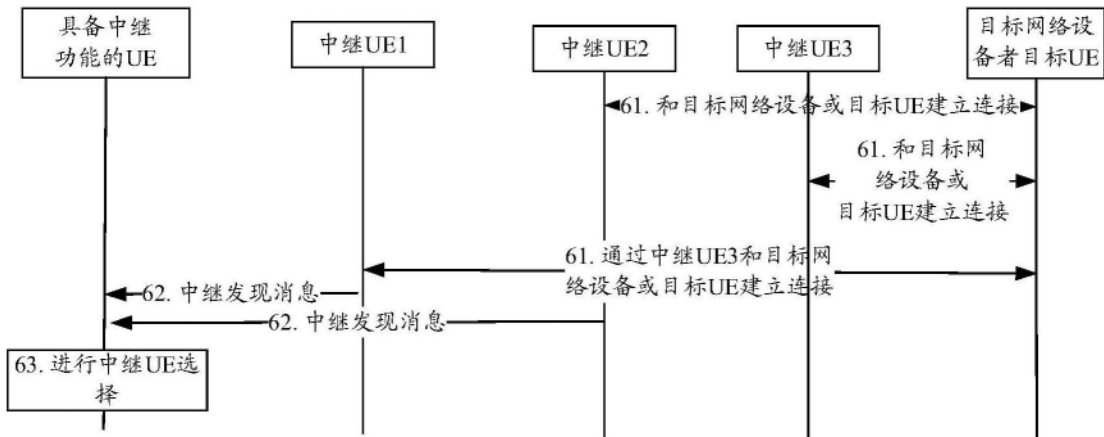 具备中继
功能的UE
中继UE1
中继UE2
中继UE3
目标网络设
备者目标UE
61. 和目标网络设备或目标UE建立连接
61. 和目标网
络设备或
目标UE建立连接
61. 通过中继UE3和目标网
络设备或目标UE建立连接
62. 中继发现消息
62. 中继发现消息
63. 进行中继UE选
择